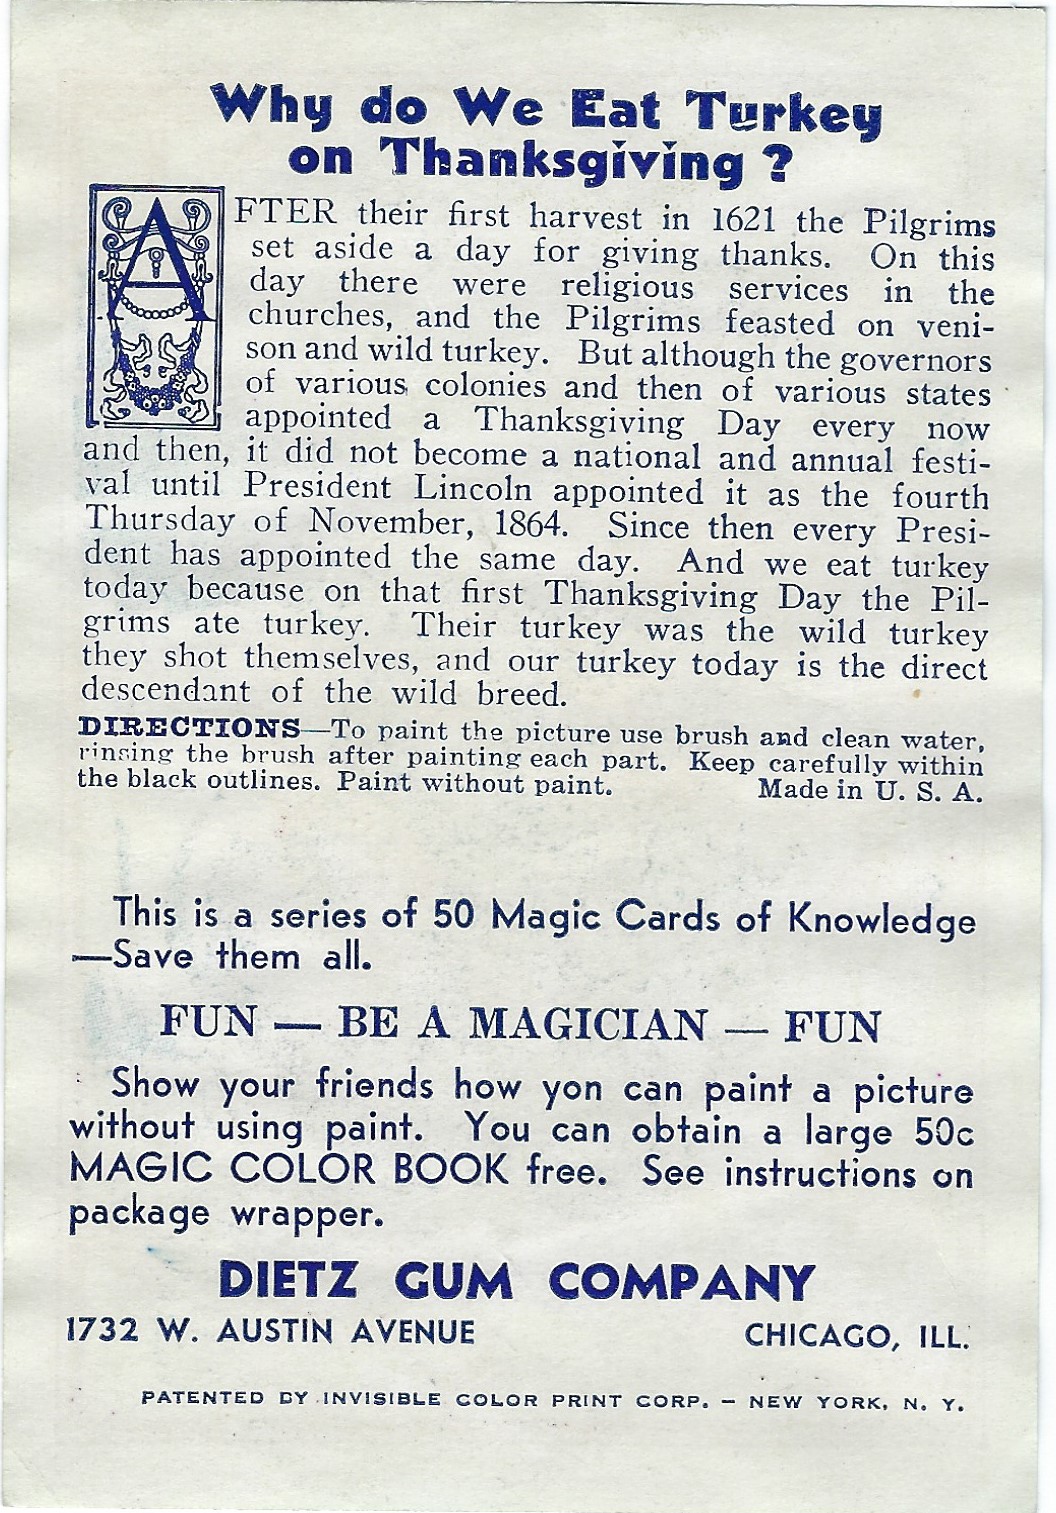 Why do We Eat Turkey
on Thanksgiving ?
AFTER their first harvest in 1621 the Pilgrims
set aside a day for giving thanks. On this
day there were religious services in the
churches, and the Pilgrims feasted on veni-
son and wild turkey. But although the governors
of various colonies and then of various states
appointed a Thanksgiving Day every now
and then, it did not become a national and annual festi-
val until President Lincoln appointed it as the fourth
Thursday of November, 1864. Since then every Presi-
dent has appointed the same day. And we eat turkey
today because on that first Thanksgiving Day the Pil-
grims ate turkey. Their turkey was the wild turkey
they shot themselves, and our turkey today is the direct
descendant of the wild breed.
DIRECTIONS—To paint the picture use brush and clean water,
rinsing the brush after painting each part. Keep carefully within
the black outlines. Paint without paint. Made in U. S. A.
This is a series of 50 Magic Cards of Knowledge
—Save them all.
FUN — BE A MAGICIAN — FUN
Show your friends how yon can paint a picture
without using paint. You can obtain a large 50c
MAGIC COLOR BOOK free. See instructions on
package wrapper.
DIETZ GUM COMPANY
1732 W. AUSTIN AVENUE CHICAGO, ILL.
PATENTED BY INVISIBLE COLOR PRINT CORP. — NEW YORK, N. Y.